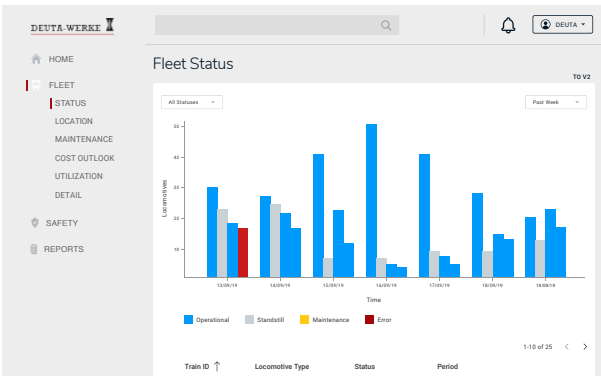 DEUTA-WERKE
DEUTA
HOME
Fleet Status
TO V2
FLEET
STATUS
LOCATION
MAINTENANCE
COST OUTLOOK
UTILIZATION
DETAIL
SAFETY
REPORTS
All Statuses
Past Week
50
40
30
20
10
Locomotives
13/09/19 14/09/19 15/09/19 16/09/19 17/09/19 18/09/19 19/09/19
Time
Operational Standstill Maintenance Error
1-10 of 25
Train ID Locomotive Type Status Period